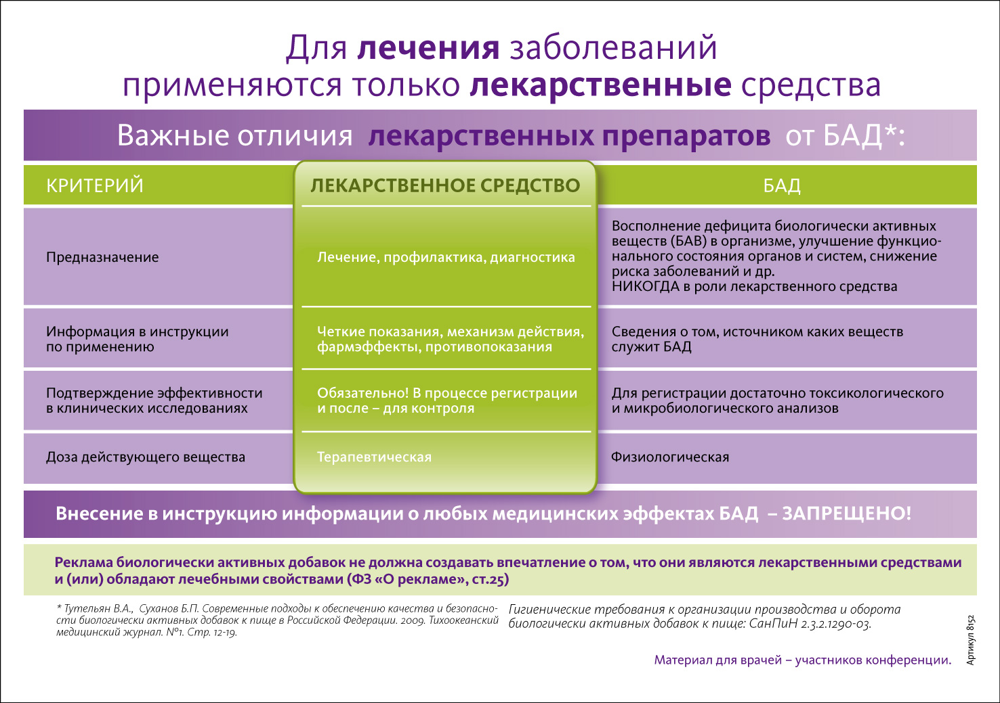 Для лечения заболеваний
применяются только лекарственные средства
Важные отличия лекарственных препаратов от БАД*:
КРИТЕРИЙ
ЛЕКАРСТВЕННОЕ СРЕДСТВО
БАД
Предназначение
Лечение, профилактика, диагностика
Восполнение дефицита биологически активных
веществ (БАВ) в организме, улучшение функцио-
нального состояния органов и систем, снижение
риска заболеваний и др.
НИКОГДА в роли лекарственного средства
Информация в инструкции
по применению
Четкие показания, механизм действия,
фармэффекты, противопоказания
Сведения о том, источником каких веществ
служит БАД
Подтверждение эффективности
в клинических исследованиях
Обязательно! В процессе регистрации
и после – для контроля
Для регистрации достаточно токсикологического
и микробиологического анализов
Доза действующего вещества
Терапевтическая
Физиологическая
Внесение в инструкцию информации о любых медицинских эффектах БАД – ЗАПРЕЩЕНО!
Реклама биологически активных добавок не должна создавать впечатление о том, что они являются лекарственными средствами
и (или) обладают лечебными свойствами (ФЗ «О рекламе», ст.25)
* Тутельян В.А., Суханов Б.П. Современные подходы к обеспечению качества и безопасно-
сти биологически активных добавок к пище в Российской Федерации. 2009. Тихоокеанский
медицинский журнал. №1. Стр. 12-19.
Гигиенические требования к организации производства и оборота
биологически активных добавок к пище: СанПиН 2.3.2.1290-03.
Материал для врачей – участников конференции.
Артикул 8152